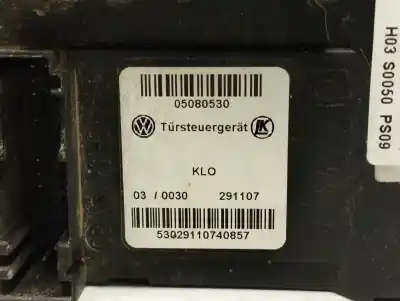 05080530
Türsteuergerät
KLO
03 / 0030 291107
53029110740857
H03 S0050 PS09